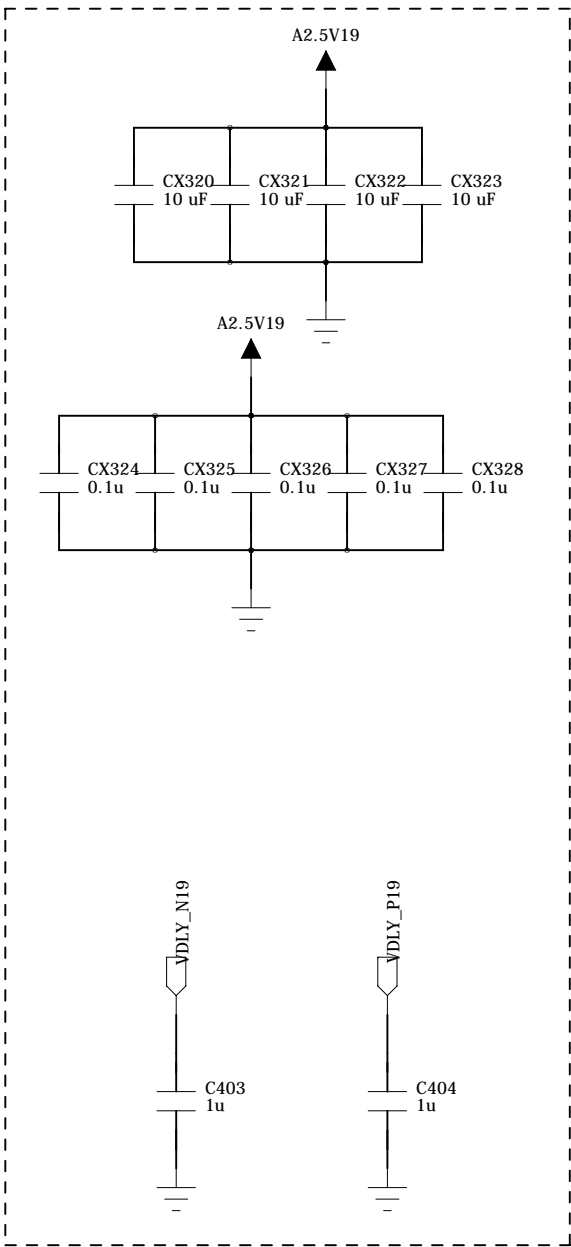 A2.5V19
CX320 CX321 CX322 CX323
10 uF 10 uF 10 uF 10 uF
A2.5V19
CX324 CX325 CX326 CX327 CX328
0.1u 0.1u 0.1u 0.1u 0.1u
VDLY_N19
VDLY_P19
C403 C404
1u 1u